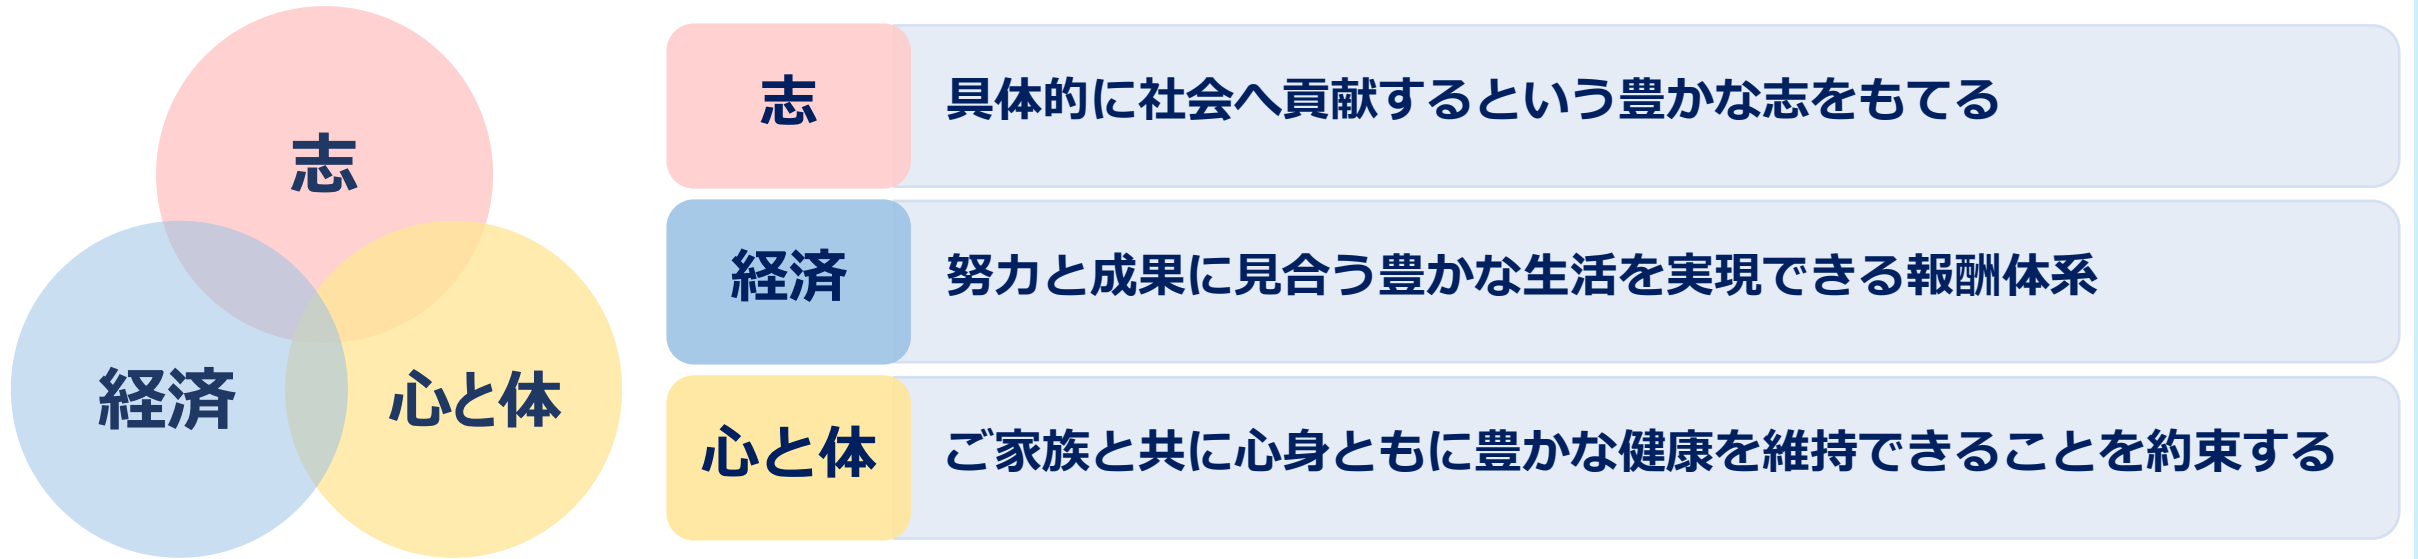 志
経済
心と体
志
具体的に社会へ貢献するという豊かな志をもてる
経済
努力と成果に見合う豊かな生活を実現できる報酬体系
心と体
ご家族と共に心身ともに豊かな健康を維持できることを約束する